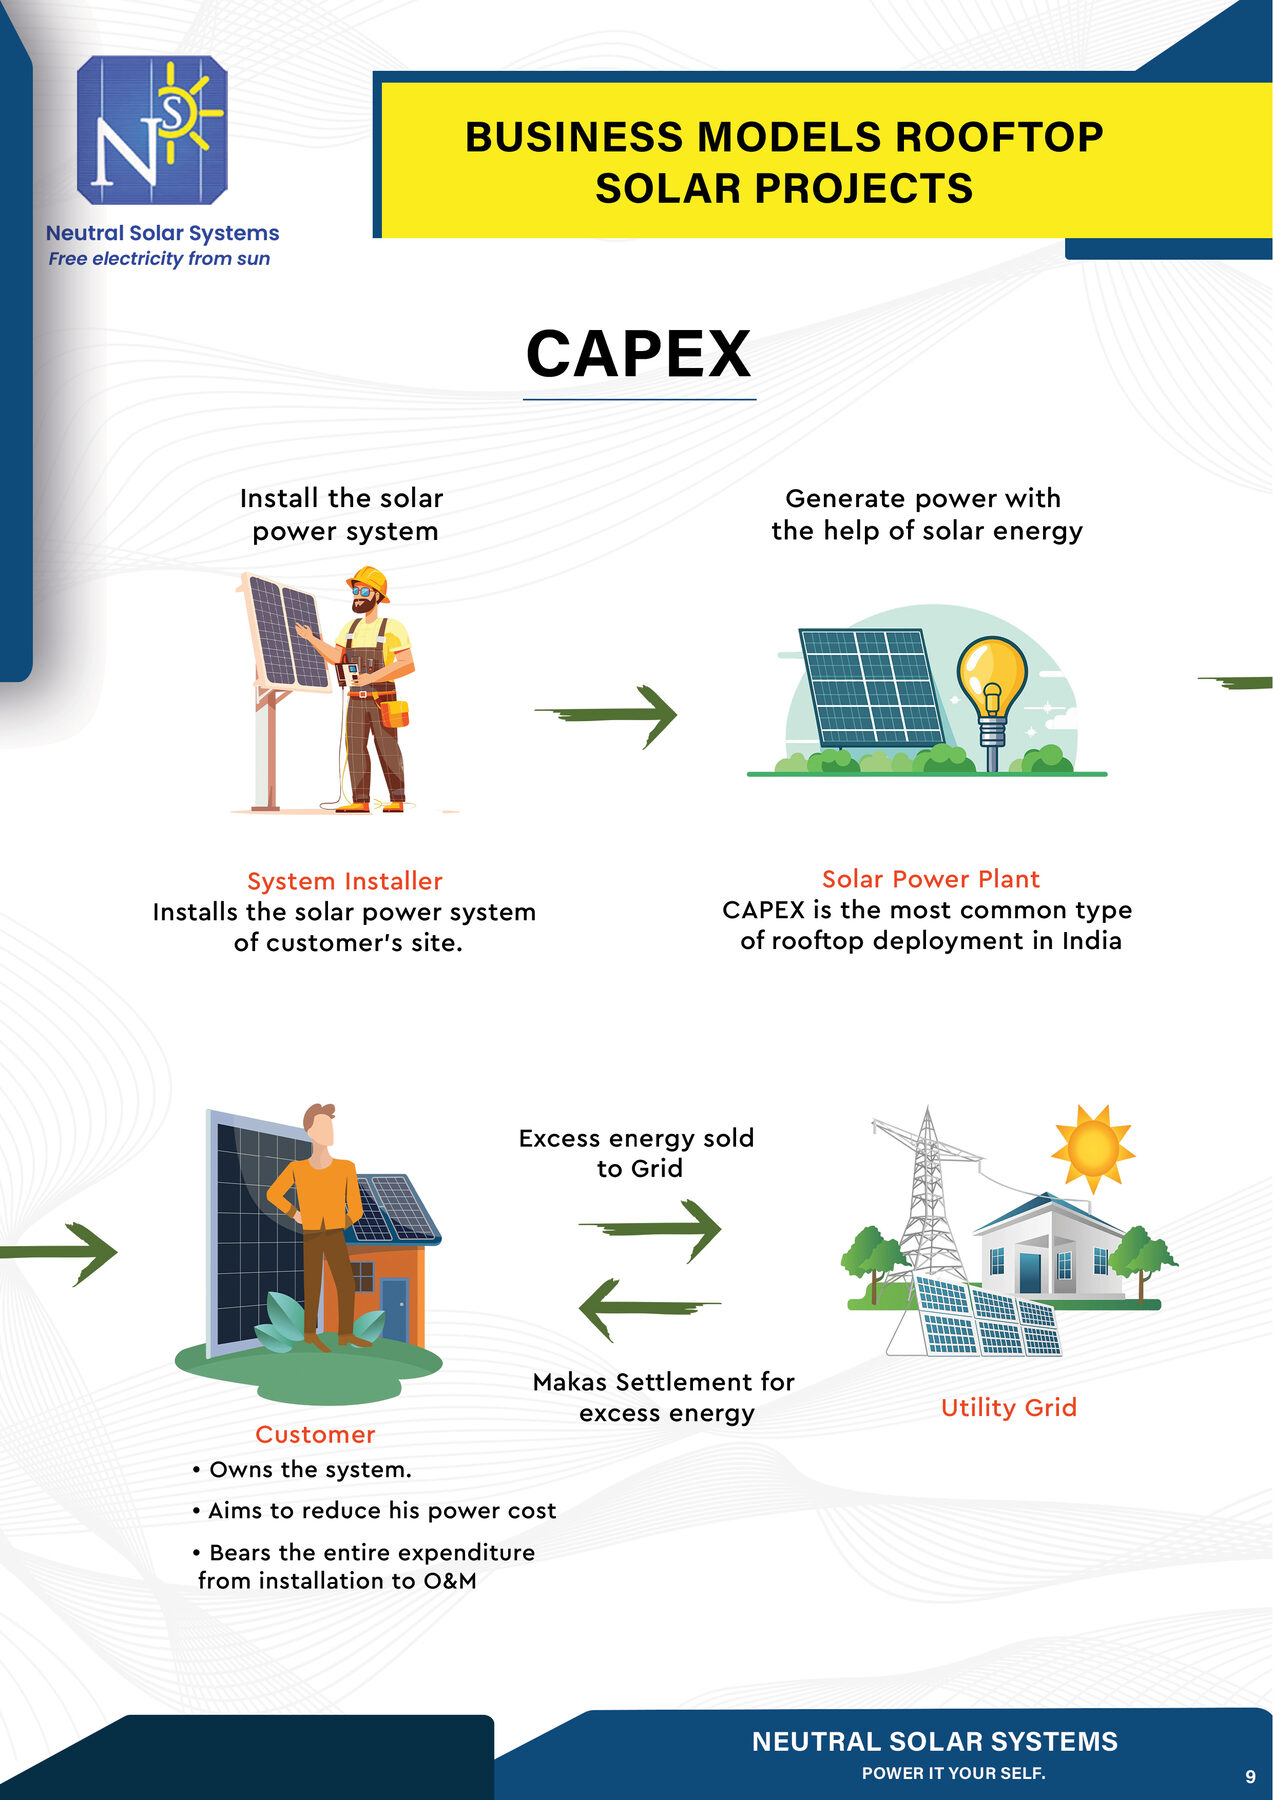 NS
Neutral Solar Systems
Free electricity from sun
BUSINESS MODELS ROOFTOP
SOLAR PROJECTS
CAPEX
Install the solar
power system
Generate power with
the help of solar energy
System Installer
Installs the solar power system
of customer's site.
Solar Power Plant
CAPEX is the most common type
of rooftop deployment in India
Excess energy sold
to Grid
Makas Settlement for
excess energy
Customer
• Owns the system.
• Aims to reduce his power cost
• Bears the entire expenditure
from installation to O&M
Utility Grid
NEUTRAL SOLAR SYSTEMS
POWER IT YOUR SELF.
9